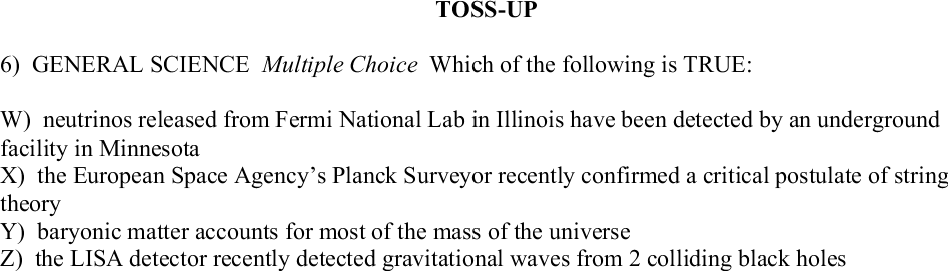 TOSS-UP
6) GENERAL SCIENCE Multiple Choice Which of the following is TRUE:
W) neutrinos released from Fermi National Lab in Illinois have been detected by an underground
facility in Minnesota
X) the European Space Agency’s Planck Surveyor recently confirmed a critical postulate of string
theory
Y) baryonic matter accounts for most of the mass of the universe
Z) the LISA detector recently detected gravitational waves from 2 colliding black holes